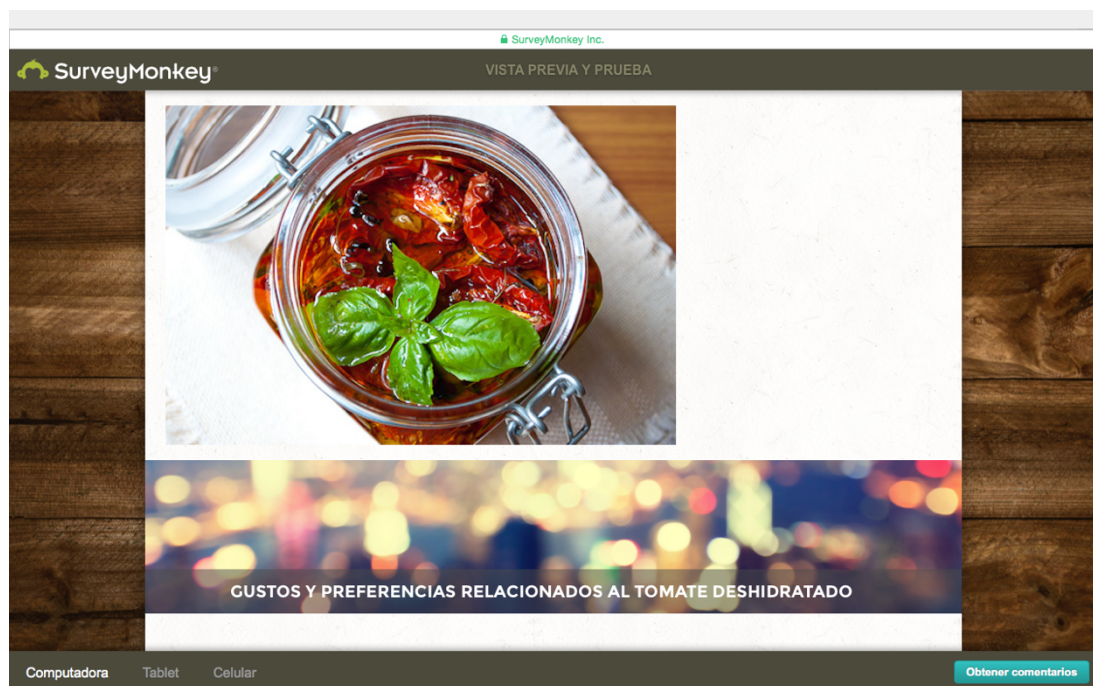 SurveyMonkey Inc.
SurveyMonkey®
VISTA PREVIA Y PRUEBA
GUSTOS Y PREFERENCIAS RELACIONADOS AL TOMATE DESHIDRATADO
Computadora Tablet Celular
Obtener comentarios